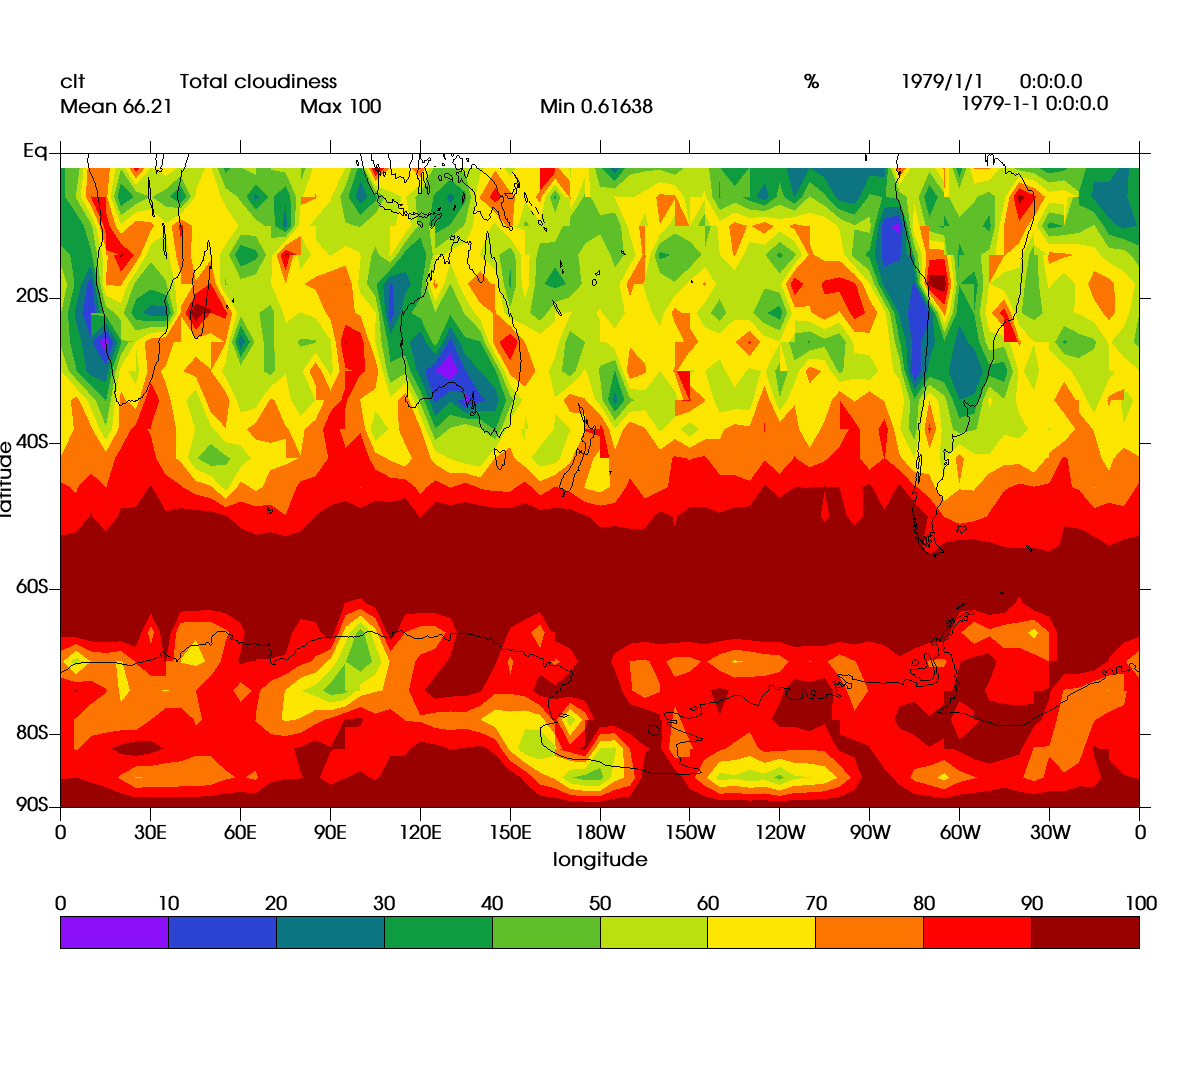 clt Total cloudiness % 1979/1/1 0:0:0.0
Mean 66.21 Max 100 Min 0.61638 1979-1-1 0:0:0.0
Eq
20S
40S
latitude
60S
80S
90S
0 30E 60E 90E 120E 150E 180W 150W 120W 90W 60W 30W 0
longitude
0 10 20 30 40 50 60 70 80 90 100